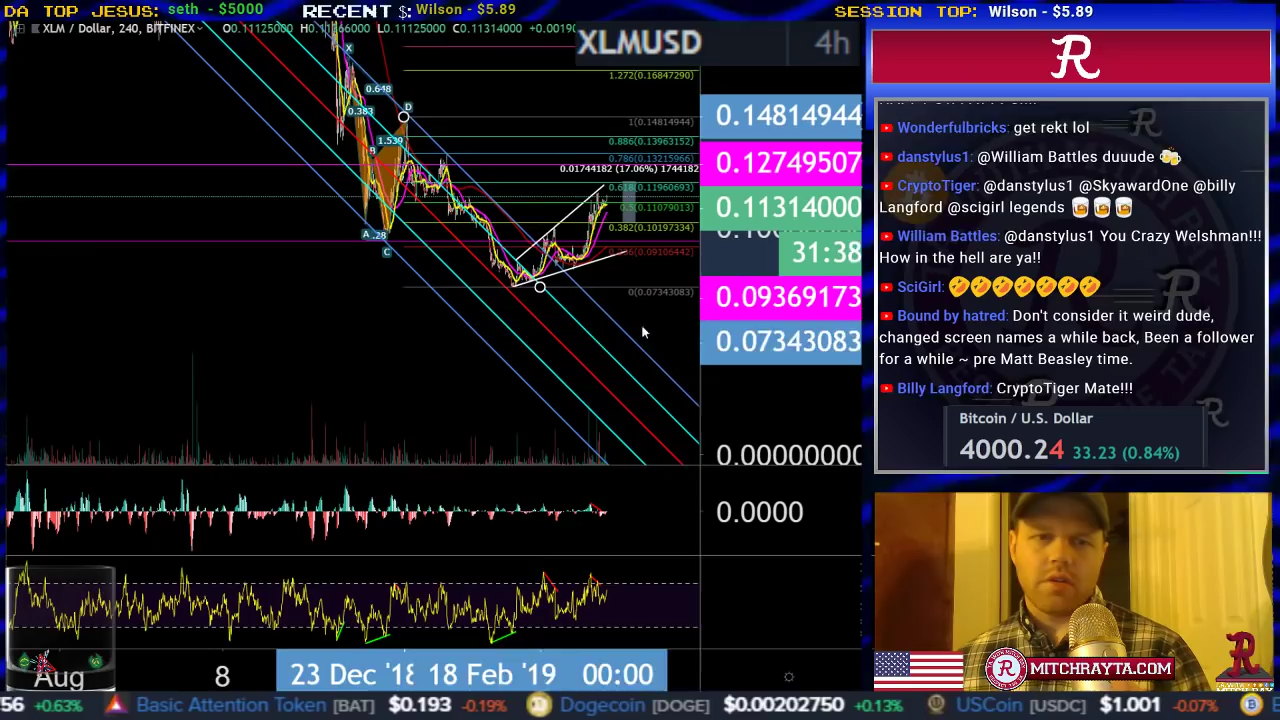 DA TOP JESUS: seth - $5000
RECENT $: Wilson - $5.89
SESSION TOP: Wilson - $5.89
XLM / Dollar, 240, BITFINEX
XLMUSD 4h
1.272(0.16847290)
X
0.648
D
0.383
1(0.14814944)
0.14814944
1.539
0.886(0.13963152)
B
0.786(0.13215966)
0.12749507
0.01744182 (17.06%) 1744182
0.618(0.11960693)
0.5(0.11079013)
0.11314000
0.382(0.10197334)
A
.28
C
31:38
0(0.07343083)
0.09369173
0.07343083
0.00000000
0.0000
Aug
8
23 Dec '18
18 Feb '19
00:00
R
Wonderfulbricks: get rekt lol
danstylus1: @William Battles duuude 🍻
CryptoTiger: @danstylus1 @SkyawardOne @billy
Langford @scigirl legends 🥃🥃🥃
William Battles: @danstylus1 You Crazy Welshman!!!
How in the hell are ya!!
SciGirl: 🤣🤣🤣🤣🤣🤣🤣
Bound by hatred: Don't consider it weird dude,
changed screen names a while back, Been a follower
for a while ~ pre Matt Beasley time.
Billy Langford: CryptoTiger Mate!!!
Bitcoin / U.S. Dollar
4000.24 33.23 (0.84%)
MITCHRAYTA.COM
56 +0.63% Basic Attention Token [BAT] $0.193 -0.19% Dogecoin [DOGE] $0.00202750 +0.13% USCoin [USDC] $1.001 -0.07%